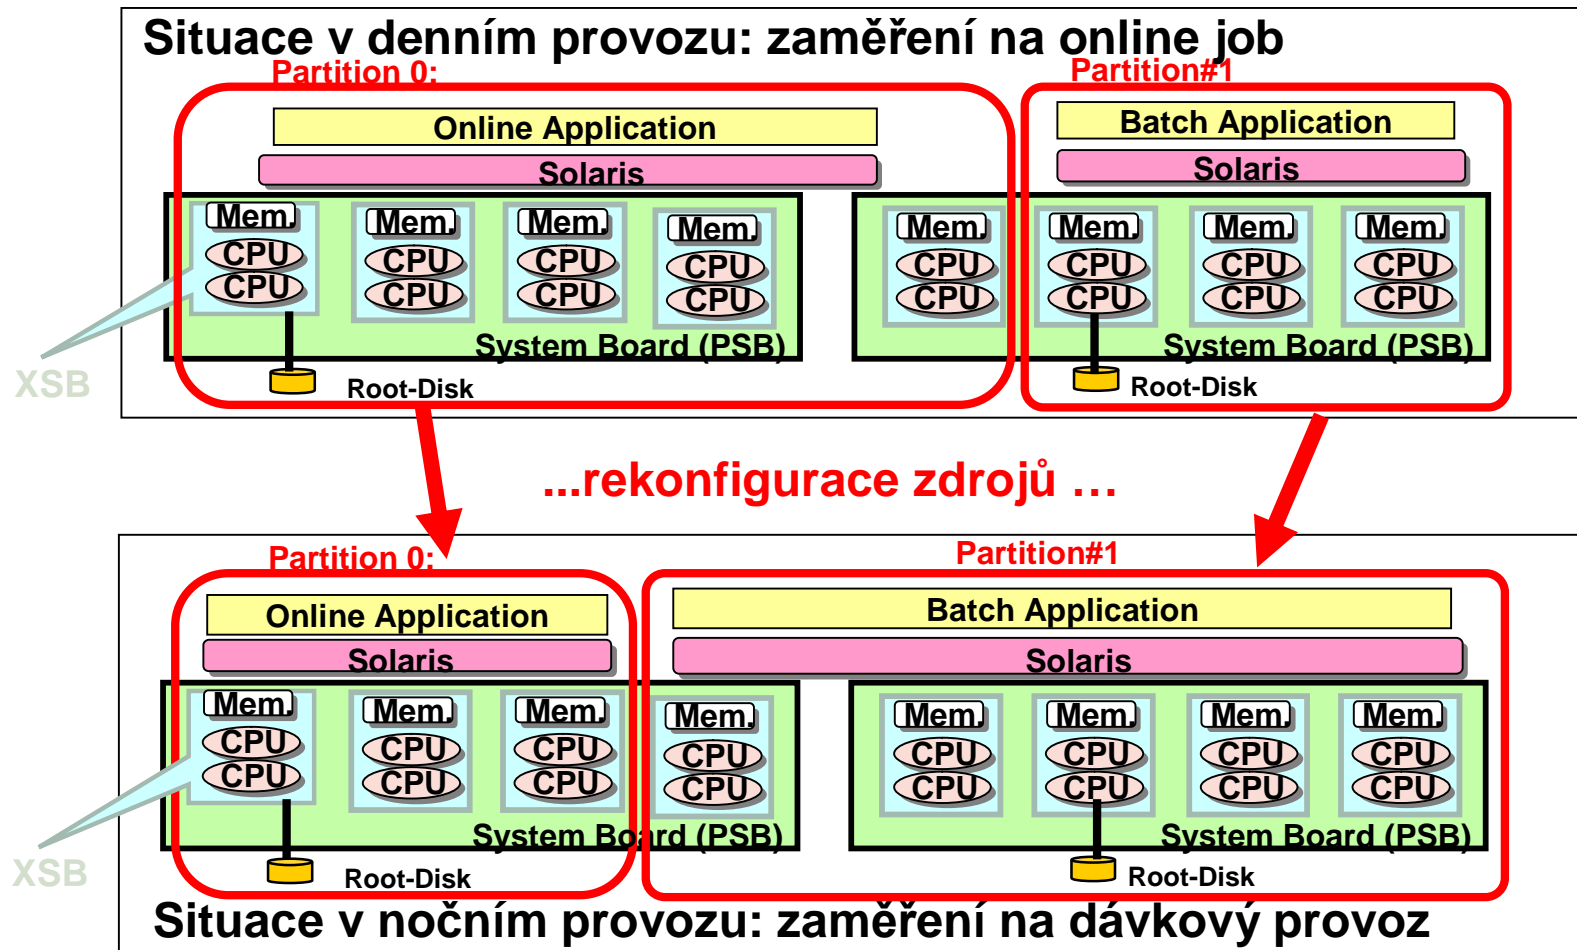 Situace v denním provozu: zaměření na online job
Partition 0:
Partition#1
Online Application
Batch Application
Solaris
Solaris
Mem. Mem. Mem. Mem. Mem. Mem. Mem. Mem.
CPU CPU CPU CPU CPU CPU CPU CPU
CPU CPU CPU CPU CPU CPU CPU CPU
System Board (PSB)
System Board (PSB)
XSB
Root-Disk
Root-Disk
...rekonfigurace zdrojů ...
Partition 0:
Partition#1
Online Application
Batch Application
Solaris
Solaris
Mem. Mem. Mem. Mem. Mem. Mem. Mem. Mem.
CPU CPU CPU CPU CPU CPU CPU CPU
CPU CPU CPU CPU CPU CPU CPU CPU
System Board (PSB)
System Board (PSB)
XSB
Root-Disk
Root-Disk
Situace v nočním provozu: zaměření na dávkový provoz